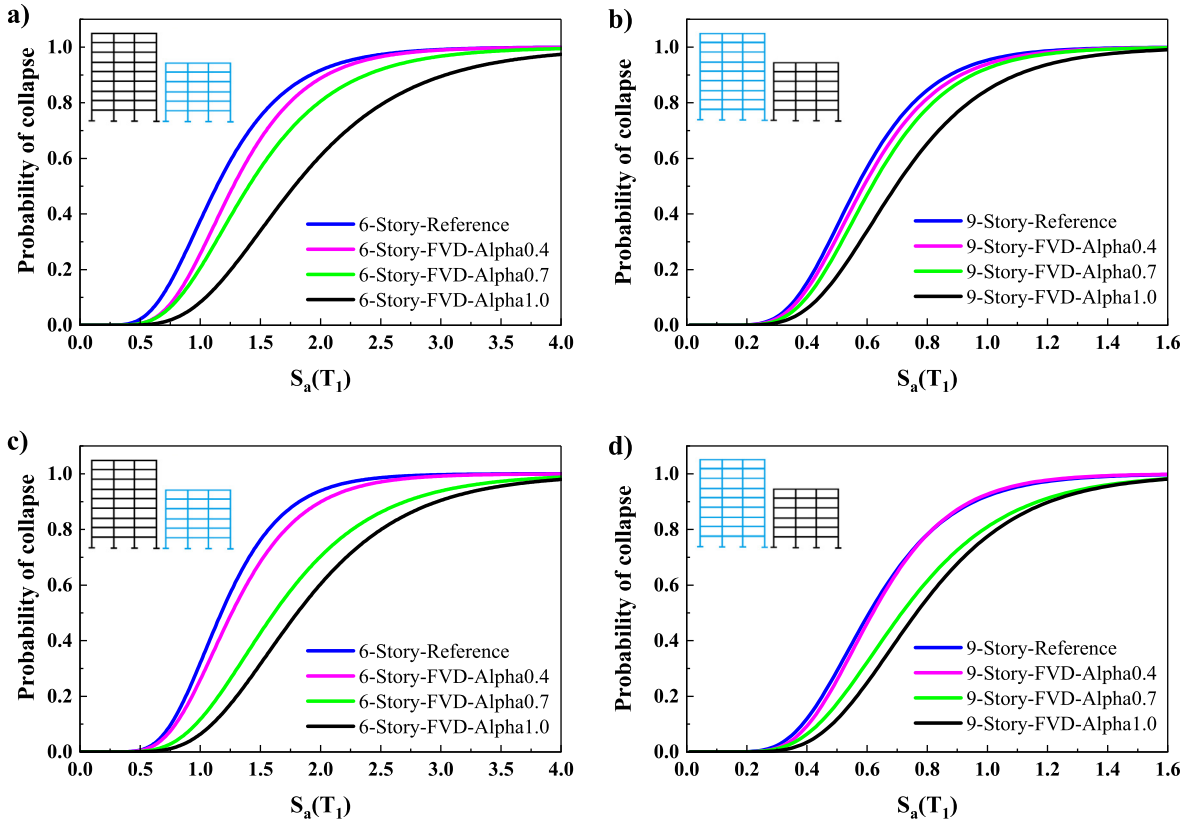 a)
Probability of collapse
1.0
0.8
0.6
0.4
0.2
0.0
6-Story-Reference
6-Story-FVD-Alpha0.4
6-Story-FVD-Alpha0.7
6-Story-FVD-Alpha1.0
0.0 0.5 1.0 1.5 2.0 2.5 3.0 3.5 4.0
Sa(T1)
b)
Probability of collapse
1.0
0.8
0.6
0.4
0.2
0.0
9-Story-Reference
9-Story-FVD-Alpha0.4
9-Story-FVD-Alpha0.7
9-Story-FVD-Alpha1.0
0.0 0.2 0.4 0.6 0.8 1.0 1.2 1.4 1.6
Sa(T1)
c)
Probability of collapse
1.0
0.8
0.6
0.4
0.2
0.0
6-Story-Reference
6-Story-FVD-Alpha0.4
6-Story-FVD-Alpha0.7
6-Story-FVD-Alpha1.0
0.0 0.5 1.0 1.5 2.0 2.5 3.0 3.5 4.0
Sa(T1)
d)
Probability of collapse
1.0
0.8
0.6
0.4
0.2
0.0
9-Story-Reference
9-Story-FVD-Alpha0.4
9-Story-FVD-Alpha0.7
9-Story-FVD-Alpha1.0
0.0 0.2 0.4 0.6 0.8 1.0 1.2 1.4 1.6
Sa(T1)